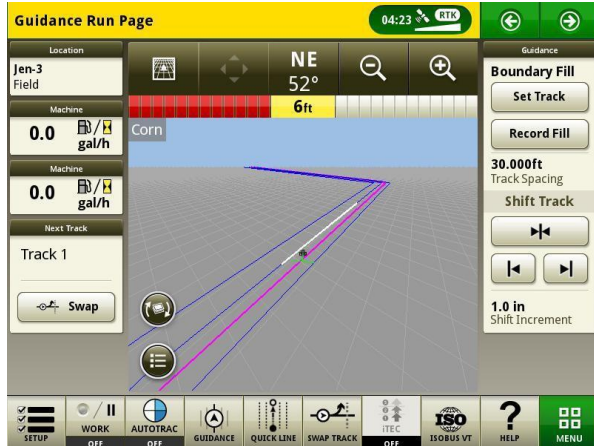 Guidance Run Page
04:23
RTK
Location
Jen-3
Field
Machine
0.0
gal/h
Machine
0.0
gal/h
Next Track
Track 1
Swap
NE
52°
6ft
Corn
Guidance
Boundary Fill
Set Track
Record Fill
30.000ft
Track Spacing
Shift Track
1.0 in
Shift Increment
SETUP
WORK
OFF
AUTOTRAC
OFF
GUIDANCE
QUICK LINE
SWAP TRACK
iTEC
OFF
ISO
ISOBUS VT
?
HELP
MENU